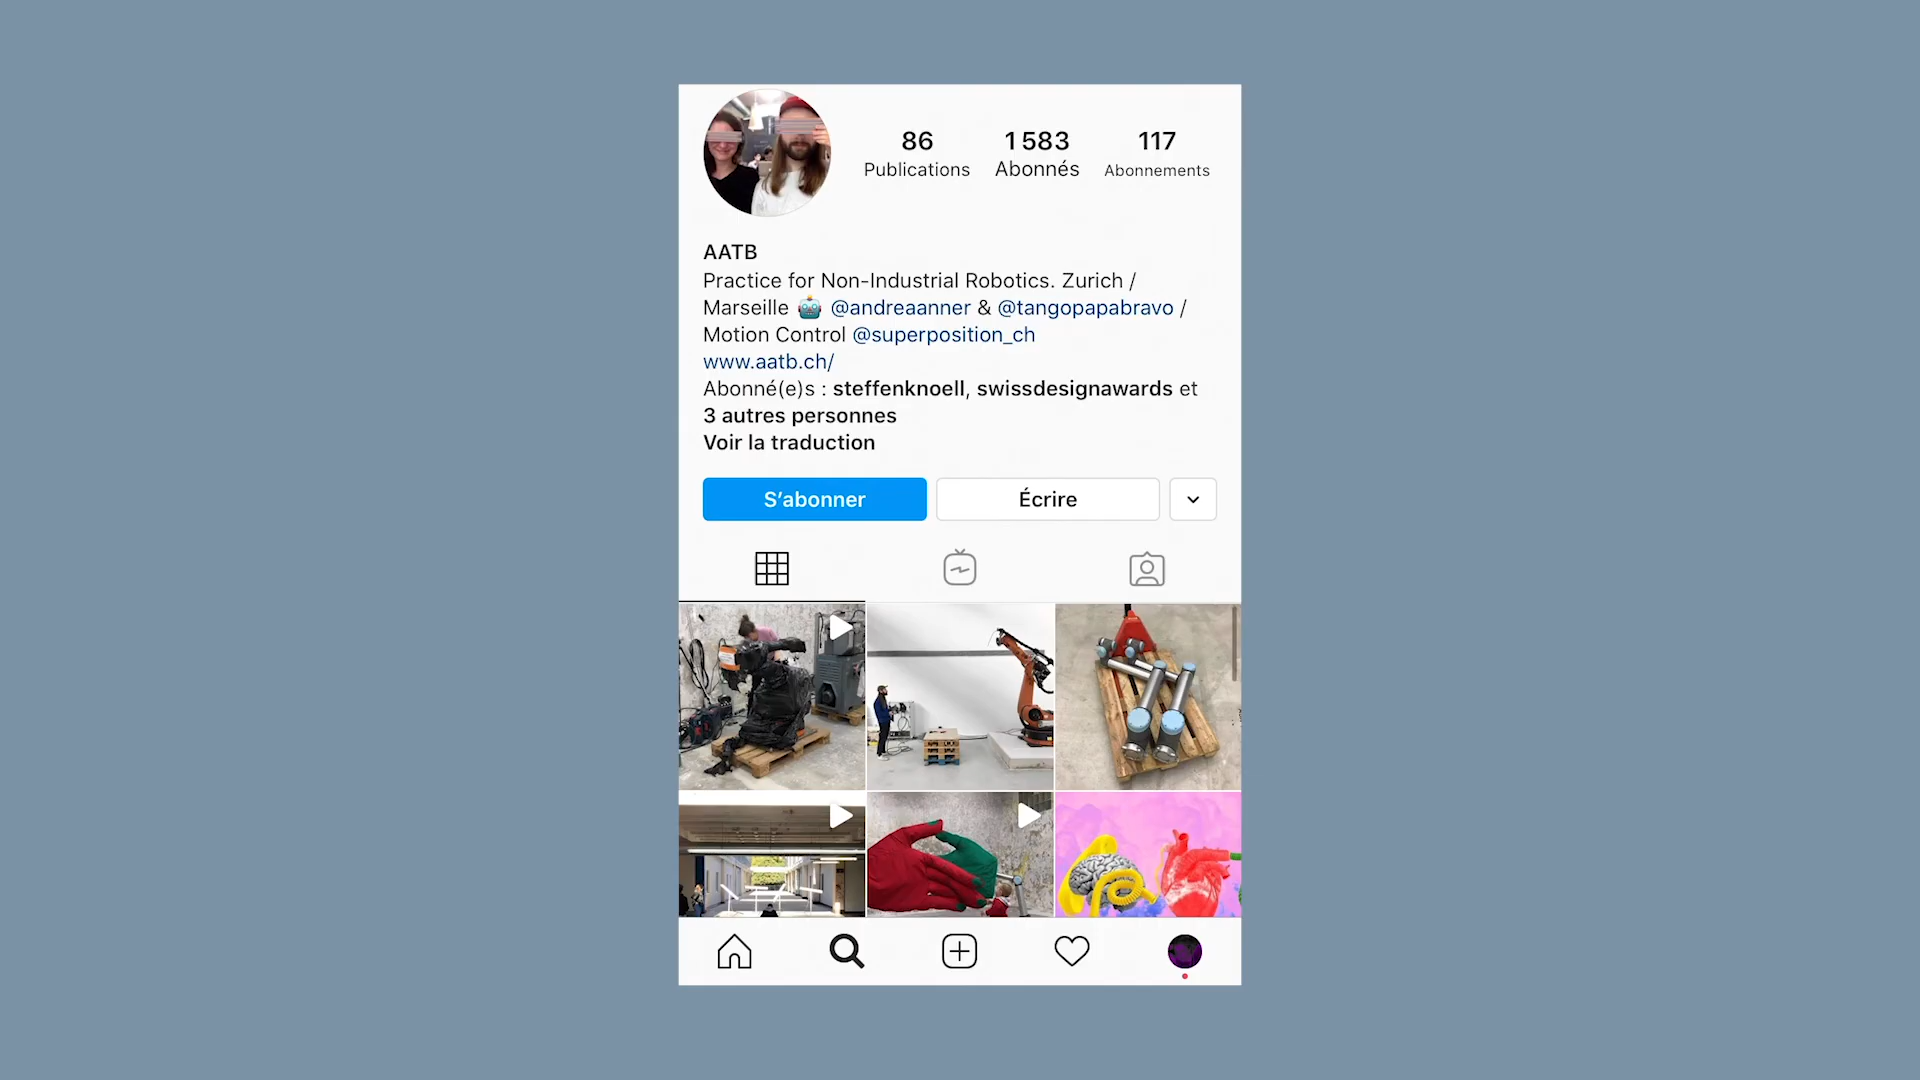 86 1 583 117
Publications Abonnés Abonnements
AATB
Practice for Non-Industrial Robotics. Zurich /
Marseille 🤖 @andreaanner & @tangopapabravo /
Motion Control @superposition_ch
www.aatb.ch/
Abonné(e)s : steffenknoell, swissdesignawards et
3 autres personnes
Voir la traduction
S’abonner Écrire